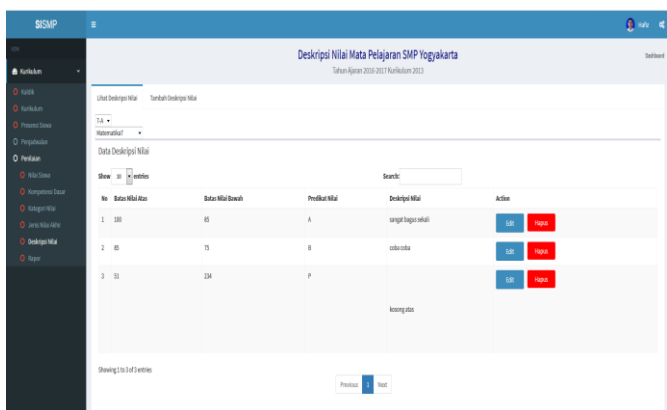 SISMP
Hafiz
Deskripsi Nilai Mata Pelajaran SMP Yogyakarta
Dashboard
Tahun Ajaran 2016-2017 Kurikulum 2013
Kurikulum
Kaldik
Kurikulum
Presensi Siswa
Penjadwalan
Penilaian
Nilai Siswa
Kompetensi Dasar
Kategori Nilai
Jenis Nilai Akhir
Deskripsi Nilai
Rapor
Lihat Deskripsi Nilai Tambah Deskripsi Nilai
7-A
Matematika7
Data Deskripsi Nilai
Show 10 entries Search:
No Batas Nilai Atas Batas Nilai Bawah Predikat Nilai Deskripsi Nilai Action
1 100 85 A sangat bagus sekali Edit Hapus
2 85 75 B coba coba Edit Hapus
3 51 234 P kosong atas Edit Hapus
Showing 1 to 3 of 3 entries
Previous 1 Next